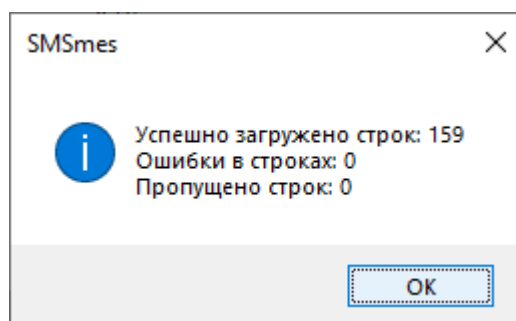 SMSmes
Успешно загружено строк: 159
Ошибки в строках: 0
Пропущено строк: 0
OK